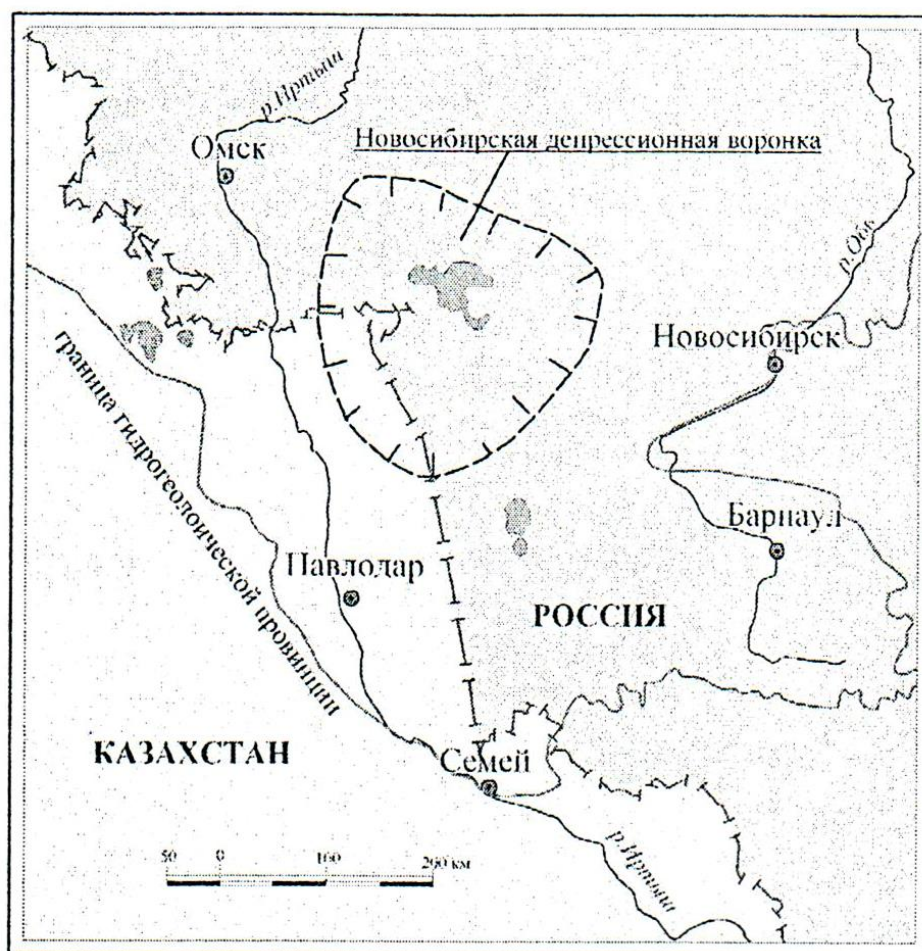 р.Иртыш
Омск
Новосибирская депрессионная воронка
р.Обь
Новосибирск
граница гидрогеолоической провинции
Барнаул
Павлодар
РОССИЯ
КАЗАХСТАН
Семей
50 0 100 200 км
р.Иртыш